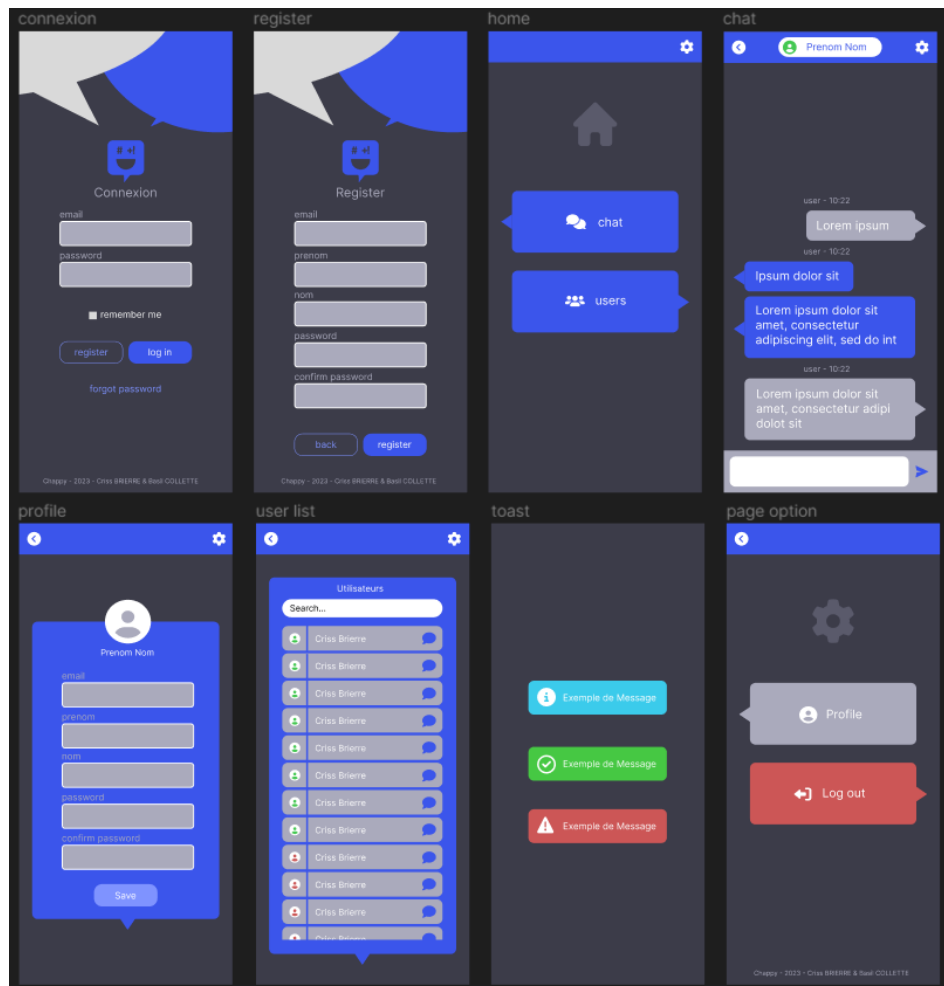 connexion
# +!
Connexion
email
password
remember me
register
log in
forgot password
Chappy - 2023 - Criss BRIERRE & Basil COLLETTE
register
# +!
Register
email
prenom
nom
password
confirm password
back
register
Chappy - 2023 - Criss BRIERRE & Basil COLLETTE
home
chat
users
chat
Prenom Nom
user - 10:22
Lorem ipsum
user - 10:22
Ipsum dolor sit
Lorem ipsum dolor sit
amet, consectetur
adipiscing elit, sed do int
user - 10:22
Lorem ipsum dolor sit
amet, consectetur adipi
dolot sit
profile
Prenom Nom
email
prenom
nom
password
confirm password
Save
user list
Utilisateurs
Search...
Criss Brierre
Criss Brierre
Criss Brierre
Criss Brierre
Criss Brierre
Criss Brierre
Criss Brierre
Criss Brierre
Criss Brierre
Criss Brierre
Criss Brierre
Criss Brierre
toast
Exemple de Message
Exemple de Message
Exemple de Message
page option
Profile
Log out
Chappy - 2023 - Criss BRIERRE & Basil COLLETTE